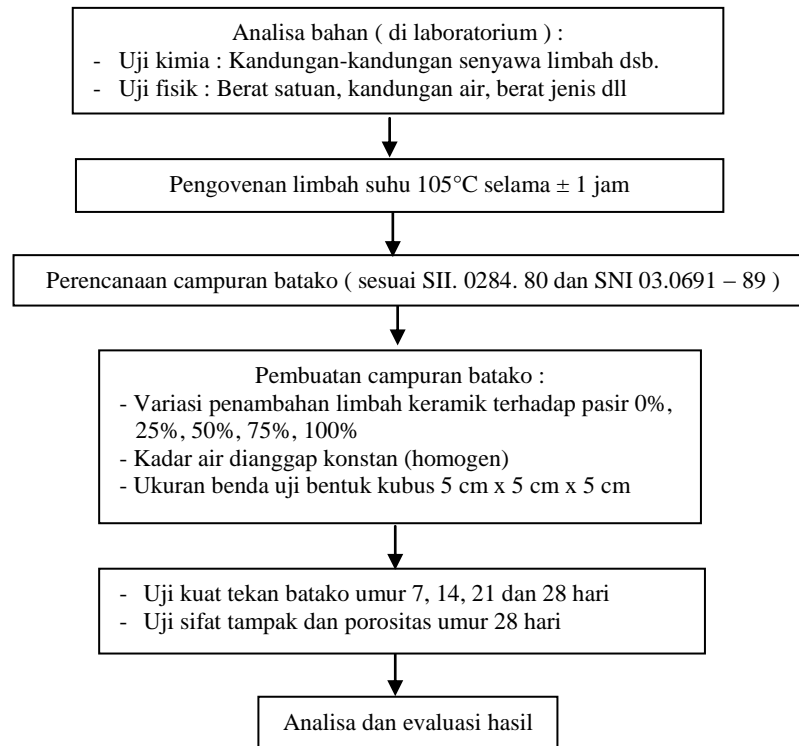 Analisa bahan ( di laboratorium ) :
- Uji kimia : Kandungan-kandungan senyawa limbah dsb.
- Uji fisik : Berat satuan, kandungan air, berat jenis dll
Pengovenan limbah suhu 105°C selama ± 1 jam
Perencanaan campuran batako ( sesuai SII. 0284. 80 dan SNI 03.0691 – 89 )
Pembuatan campuran batako :
- Variasi penambahan limbah keramik terhadap pasir 0%,
25%, 50%, 75%, 100%
- Kadar air dianggap konstan (homogen)
- Ukuran benda uji bentuk kubus 5 cm x 5 cm x 5 cm
- Uji kuat tekan batako umur 7, 14, 21 dan 28 hari
- Uji sifat tampak dan porositas umur 28 hari
Analisa dan evaluasi hasil